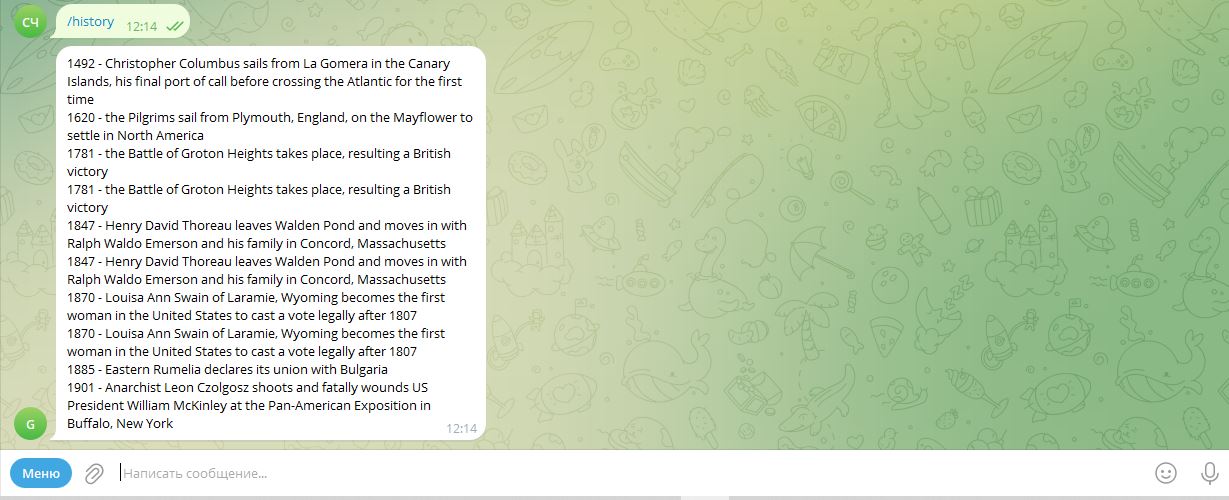 СЧ
/history 12:14
1492 - Christopher Columbus sails from La Gomera in the Canary
Islands, his final port of call before crossing the Atlantic for the first
time
1620 - the Pilgrims sail from Plymouth, England, on the Mayflower to
settle in North America
1781 - the Battle of Groton Heights takes place, resulting a British
victory
1781 - the Battle of Groton Heights takes place, resulting a British
victory
1847 - Henry David Thoreau leaves Walden Pond and moves in with
Ralph Waldo Emerson and his family in Concord, Massachusetts
1847 - Henry David Thoreau leaves Walden Pond and moves in with
Ralph Waldo Emerson and his family in Concord, Massachusetts
1870 - Louisa Ann Swain of Laramie, Wyoming becomes the first
woman in the United States to cast a vote legally after 1807
1870 - Louisa Ann Swain of Laramie, Wyoming becomes the first
woman in the United States to cast a vote legally after 1807
1885 - Eastern Rumelia declares its union with Bulgaria
1901 - Anarchist Leon Czolgosz shoots and fatally wounds US
President William McKinley at the Pan-American Exposition in
Buffalo, New York
G
12:14
Меню
Написать сообщение...